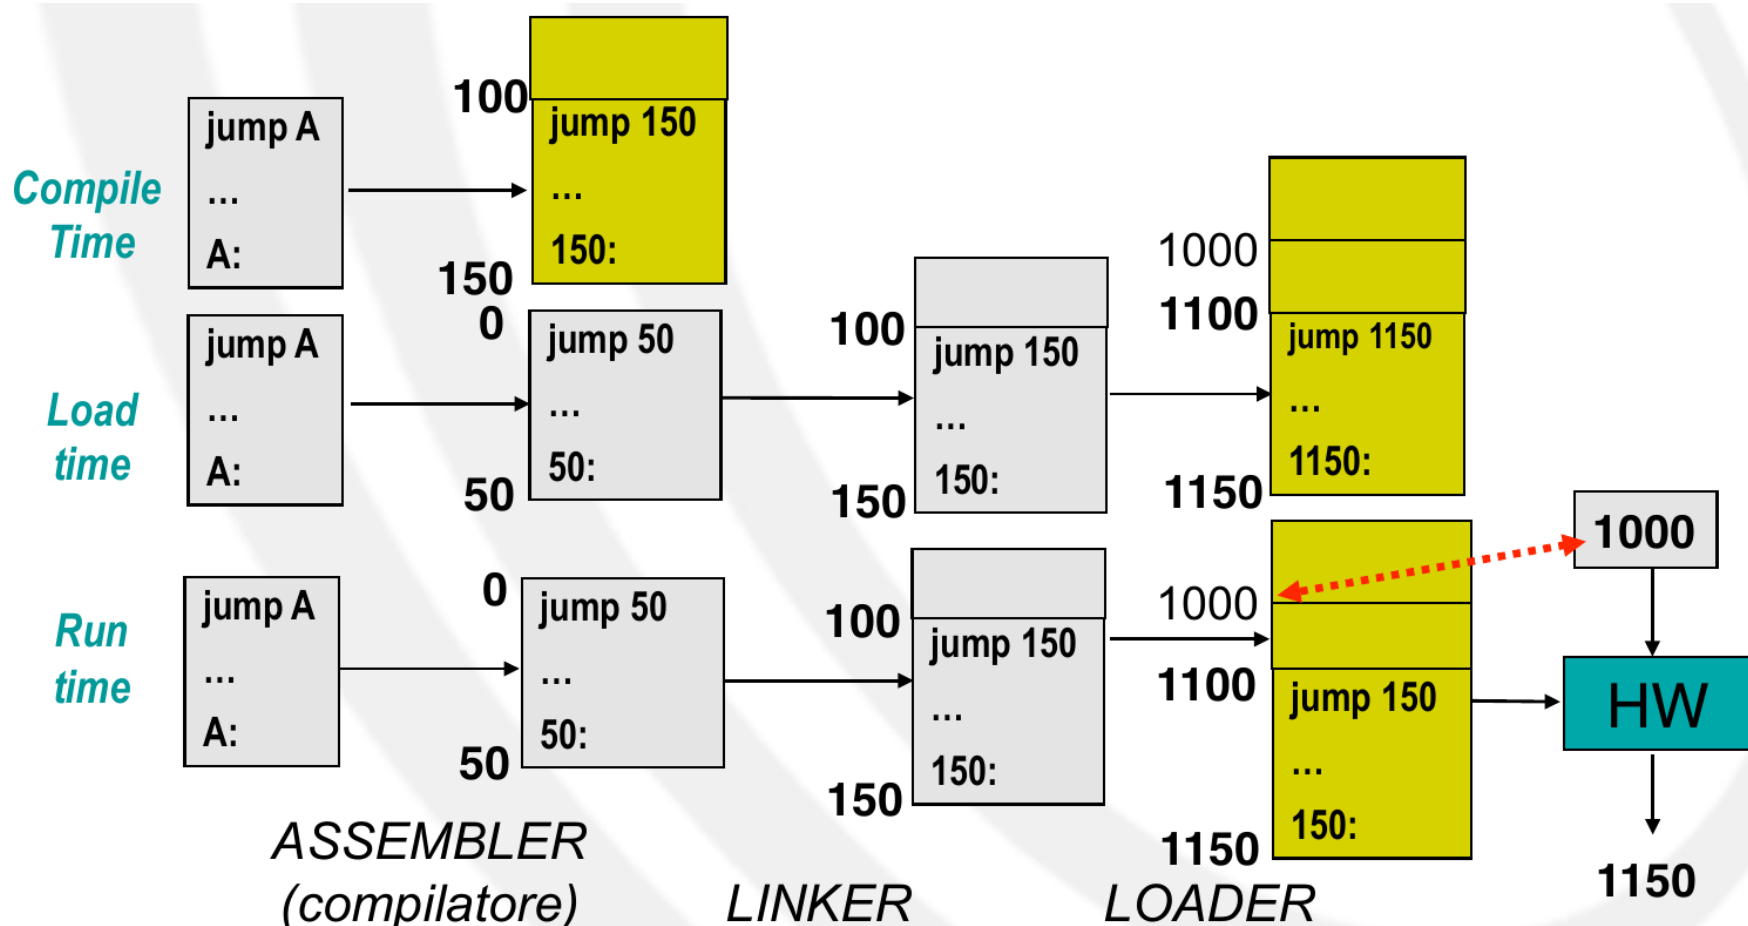 Compile
Time
jump A
...
A:
100
150
jump 150
...
150:
Load
time
jump A
...
A:
0
50
jump 50
...
50:
100
150
jump 150
...
150:
1000
1100
1150
jump 1150
...
1150:
Run
time
jump A
...
A:
0
50
jump 50
...
50:
100
150
jump 150
...
150:
1000
1100
1150
jump 150
...
150:
1000
HW
1150
ASSEMBLER
(compilatore)
LINKER
LOADER